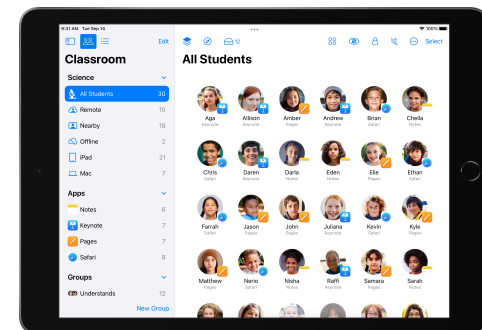 9:41 AM Tue Sep 14
100%
Edit
12
Select
Classroom
All Students
Science
All Students 30
Remote 10
Nearby 18
Offline 2
iPad 21
Mac 7
Apps
Notes 6
Keynote 7
Pages 7
Safari 8
Groups
Understands 12
New Group
Aga Allison Amber Andrew Brian Chella
Keynote Keynote Pages Keynote Safari Notes
Chris Daren Darla Eden Elie Ethan
Safari Keynote Notes Notes Pages Safari
Farrah Jason John Juliana Kevin Kyle
Safari Pages Pages Keynote Safari Pages
Matthew Nerio Nisha Raffi Samara Sarah
Pages Safari Notes Keynote Pages Notes